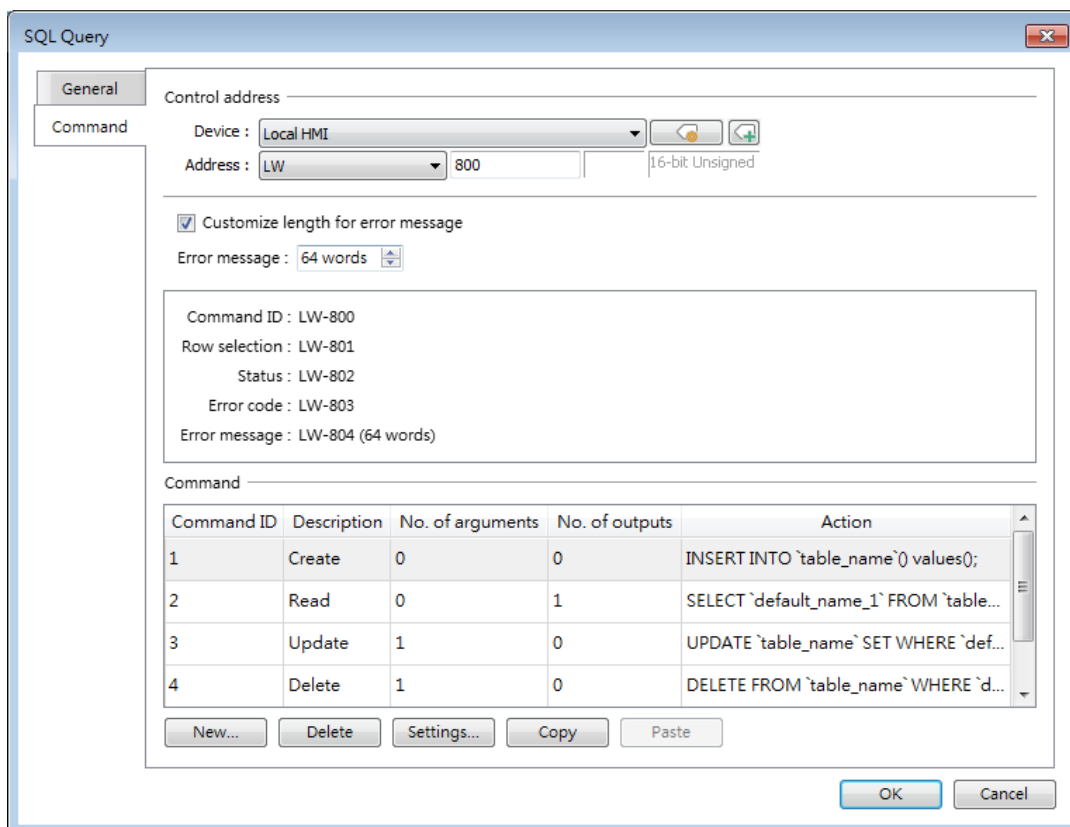 SQL Query
General
Command
Control address
Device : Local HMI
Address : LW 800 16-bit Unsigned
Customize length for error message
Error message : 64 words
Command ID : LW-800
Row selection : LW-801
Status : LW-802
Error code : LW-803
Error message : LW-804 (64 words)
Command
Command ID Description No. of arguments No. of outputs Action
1 Create 0 0 INSERT INTO `table_name`() values();
2 Read 0 1 SELECT `default_name_1` FROM `table...
3 Update 1 0 UPDATE `table_name` SET WHERE `def...
4 Delete 1 0 DELETE FROM `table_name` WHERE `d...
New... Delete Settings... Copy Paste
OK Cancel